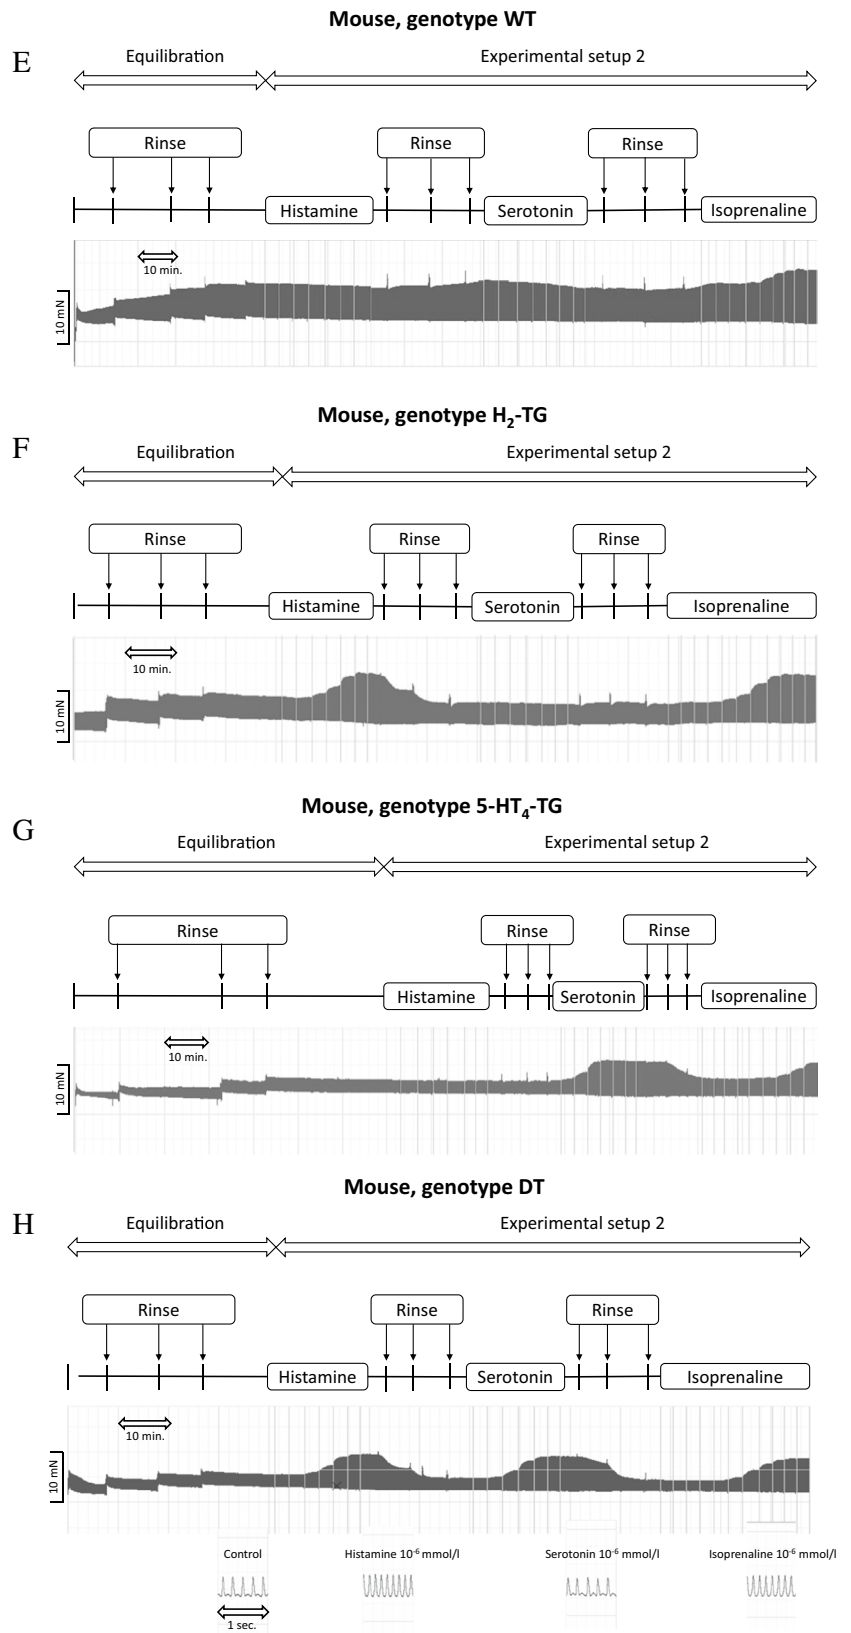 Mouse, genotype WT
E
Equilibration Experimental setup 2
Rinse Rinse Rinse
Histamine Serotonin Isoprenaline
10 min.
10 mN
Mouse, genotype H2-TG
F
Equilibration Experimental setup 2
Rinse Rinse Rinse
Histamine Serotonin Isoprenaline
10 min.
10 mN
Mouse, genotype 5-HT4-TG
G
Equilibration Experimental setup 2
Rinse Rinse Rinse
Histamine Serotonin Isoprenaline
10 min.
10 mN
Mouse, genotype DT
H
Equilibration Experimental setup 2
Rinse Rinse Rinse
Histamine Serotonin Isoprenaline
10 min.
10 mN
Control Histamine 10-6 mmol/l Serotonin 10-6 mmol/l Isoprenaline 10-6 mmol/l
1 sec.